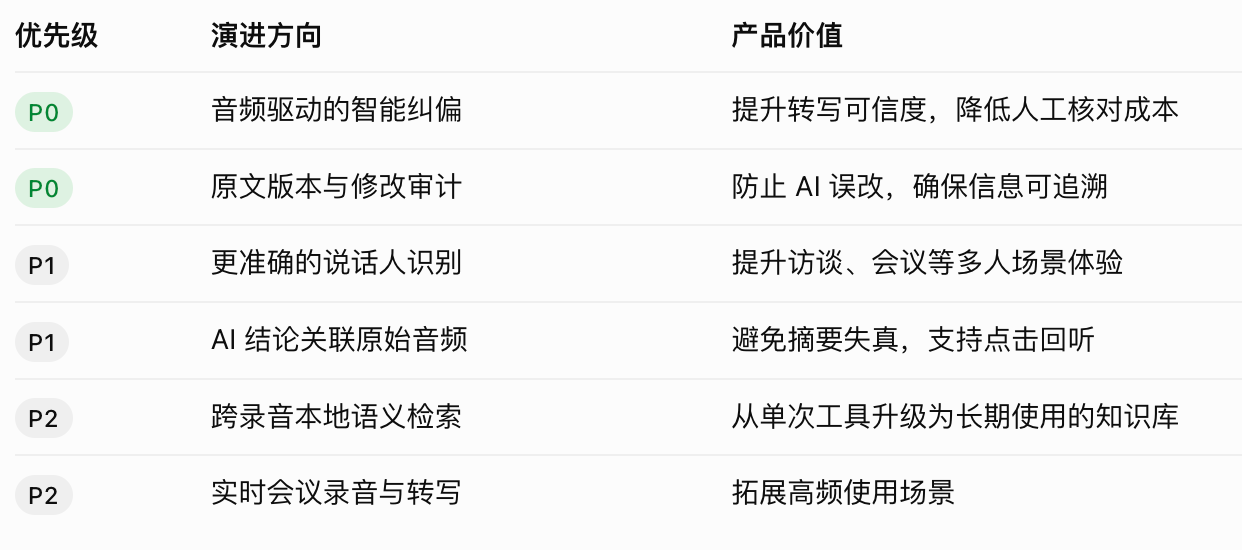 优先级 演进方向 产品价值
P0 音频驱动的智能纠偏 提升转写可信度，降低人工核对成本
P0 原文版本与修改审计 防止 AI 误改，确保信息可追溯
P1 更准确的说话人识别 提升访谈、会议等多人场景体验
P1 AI 结论关联原始音频 避免摘要失真，支持点击回听
P2 跨录音本地语义检索 从单次工具升级为长期使用的知识库
P2 实时会议录音与转写 拓展高频使用场景